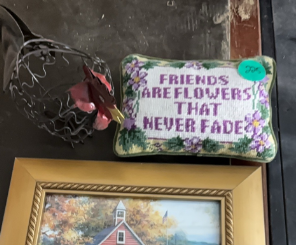 FRIENDS
ARE FLOWERS
THAT
NEVER FADE